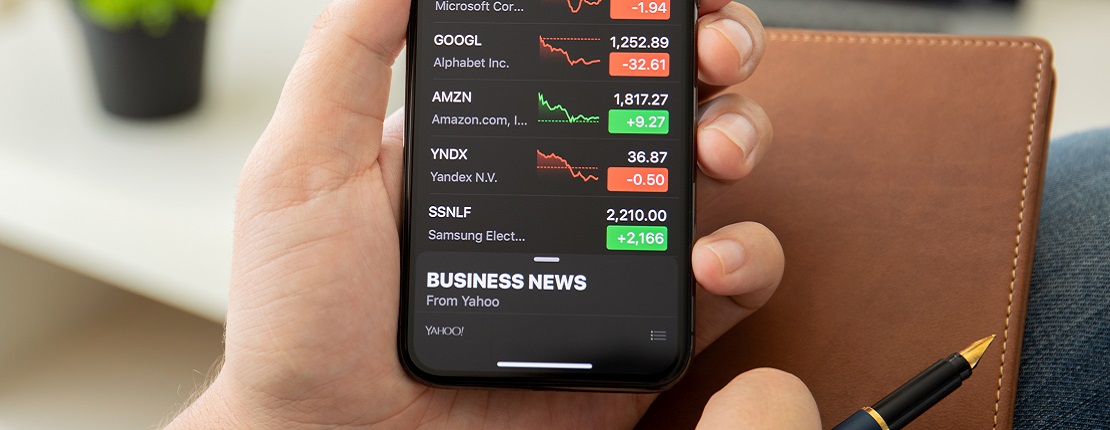 Microsoft Cor... -1.94
GOOGL 1,252.89
Alphabet Inc. -32.61
AMZN 1,817.27
Amazon.com, I... +9.27
YNDX 36.87
Yandex N.V. -0.50
SSNLF 2,210.00
Samsung Elect... +2,166
BUSINESS NEWS
From Yahoo
YAHOO!